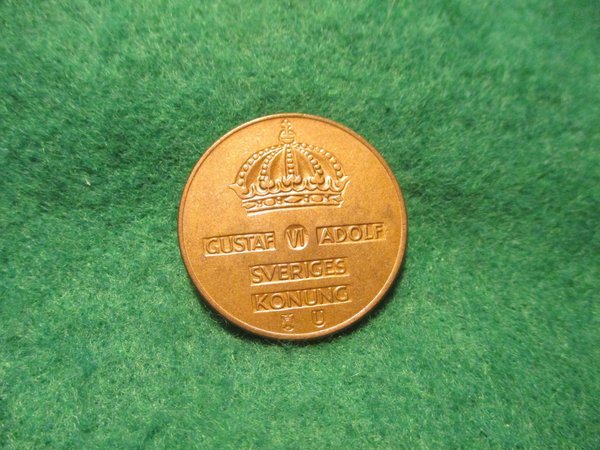 GUSTAF VI ADOLF
SVERIGES
KONUNG
U